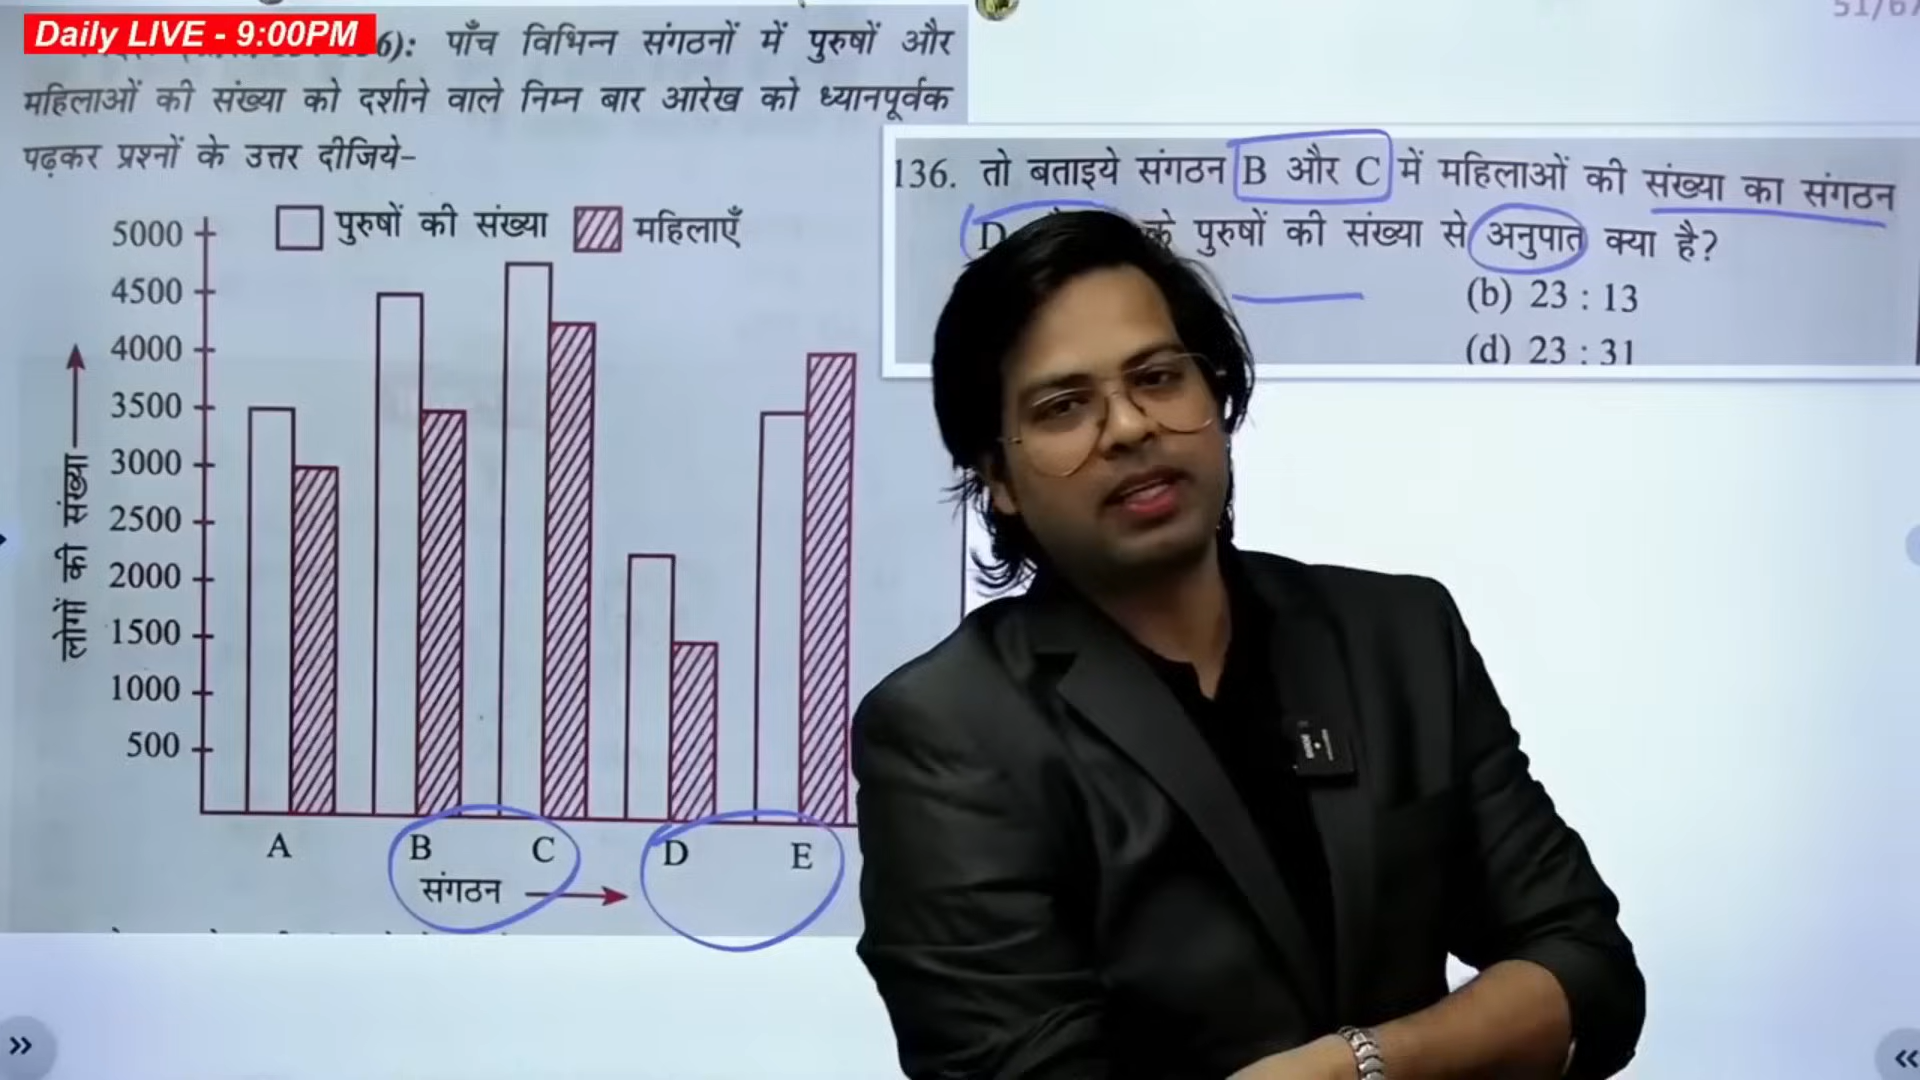 Daily LIVE - 9:00PM
6): पाँच विभिन्न संगठनों में पुरुषों और
महिलाओं की संख्या को दर्शाने वाले निम्न बार आरेख को ध्यानपूर्वक
पढ़कर प्रश्नों के उत्तर दीजिये-
पुरुषों की संख्या महिलाएँ
5000
4500
4000
3500
3000
2500
2000
1500
1000
500
लोगों की संख्या
A B C D E
संगठन
136. तो बताइये संगठन B और C में महिलाओं की संख्या का संगठन
D के पुरुषों की संख्या से अनुपात क्या है?
(b) 23 : 13
(d) 23 : 31